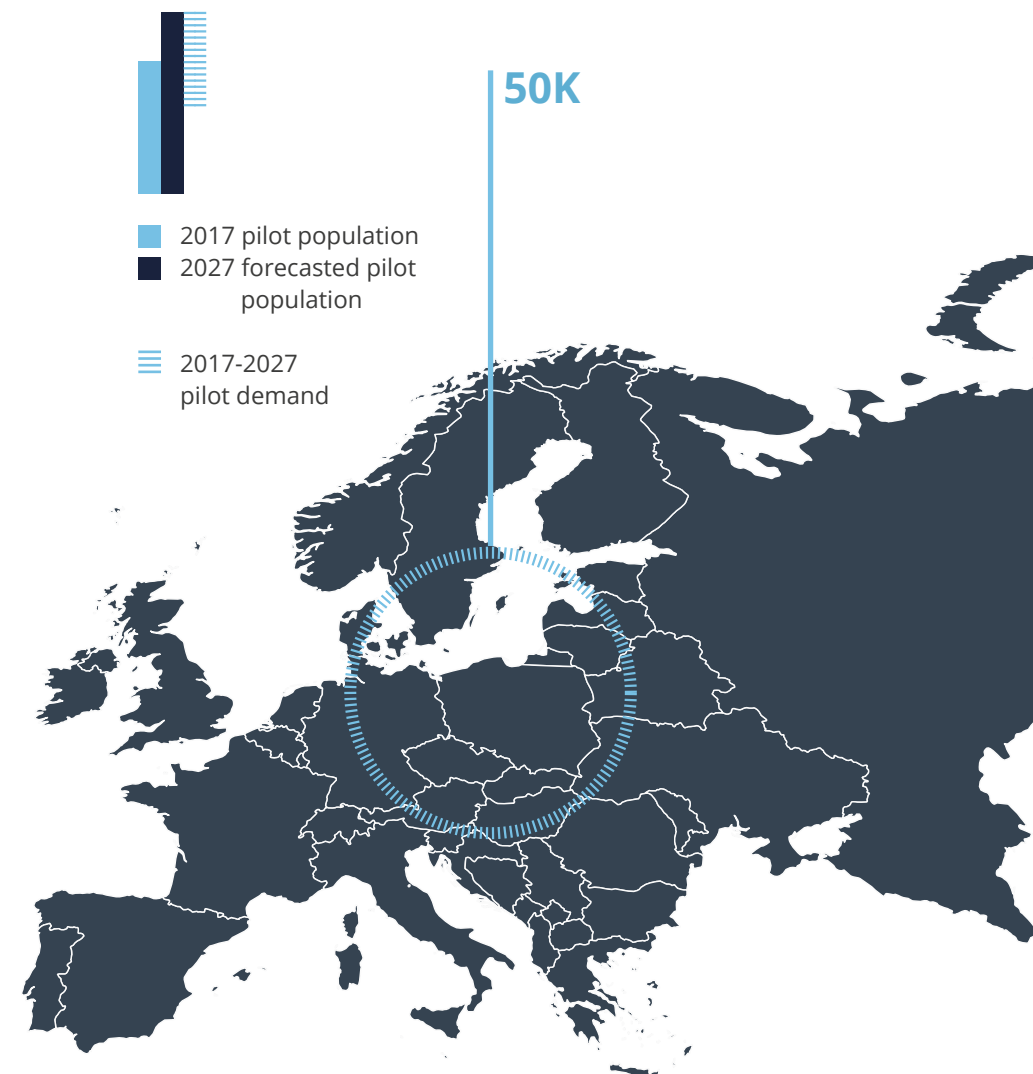 50K
2017 pilot population
2027 forecasted pilot
population
2017-2027
pilot demand